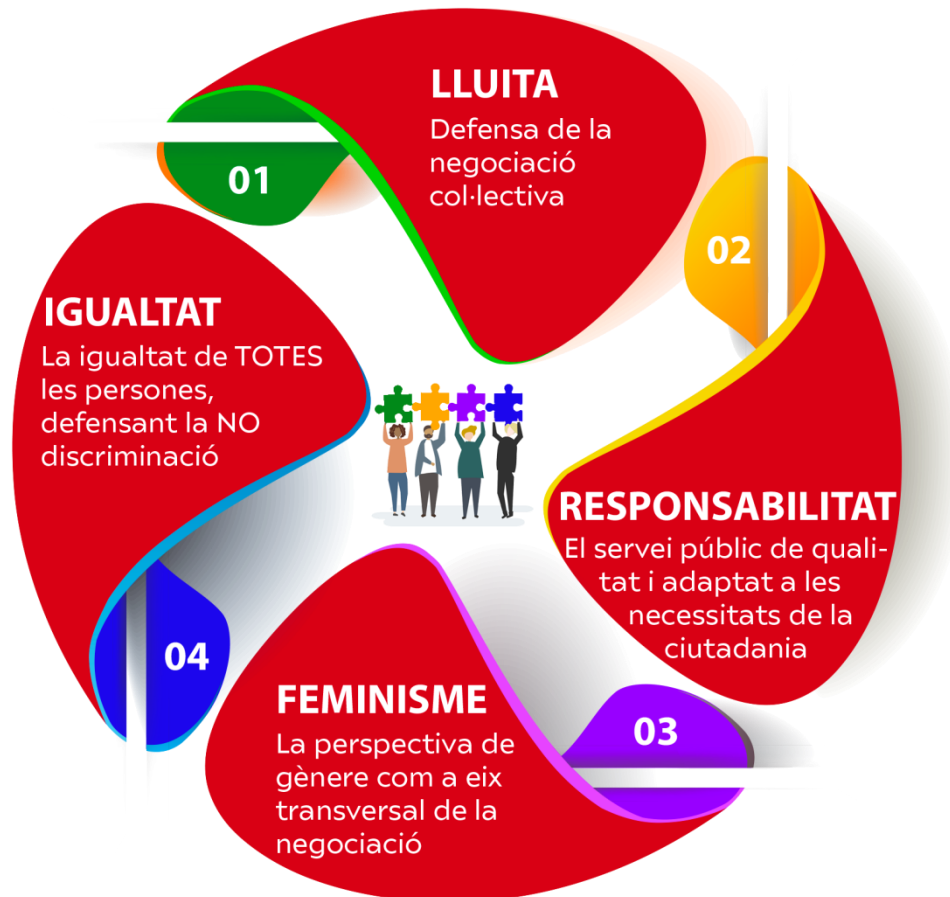 01
LLUITA
Defensa de la
negociació
col·lectiva
02
RESPONSABILITAT
El servei públic de quali-
tat i adaptat a les
necessitats de la
ciutadania
03
FEMINISME
La perspectiva de
gènere com a eix
transversal de la
negociació
04
IGUALTAT
La igualtat de TOTES
les persones,
defensant la NO
discriminació